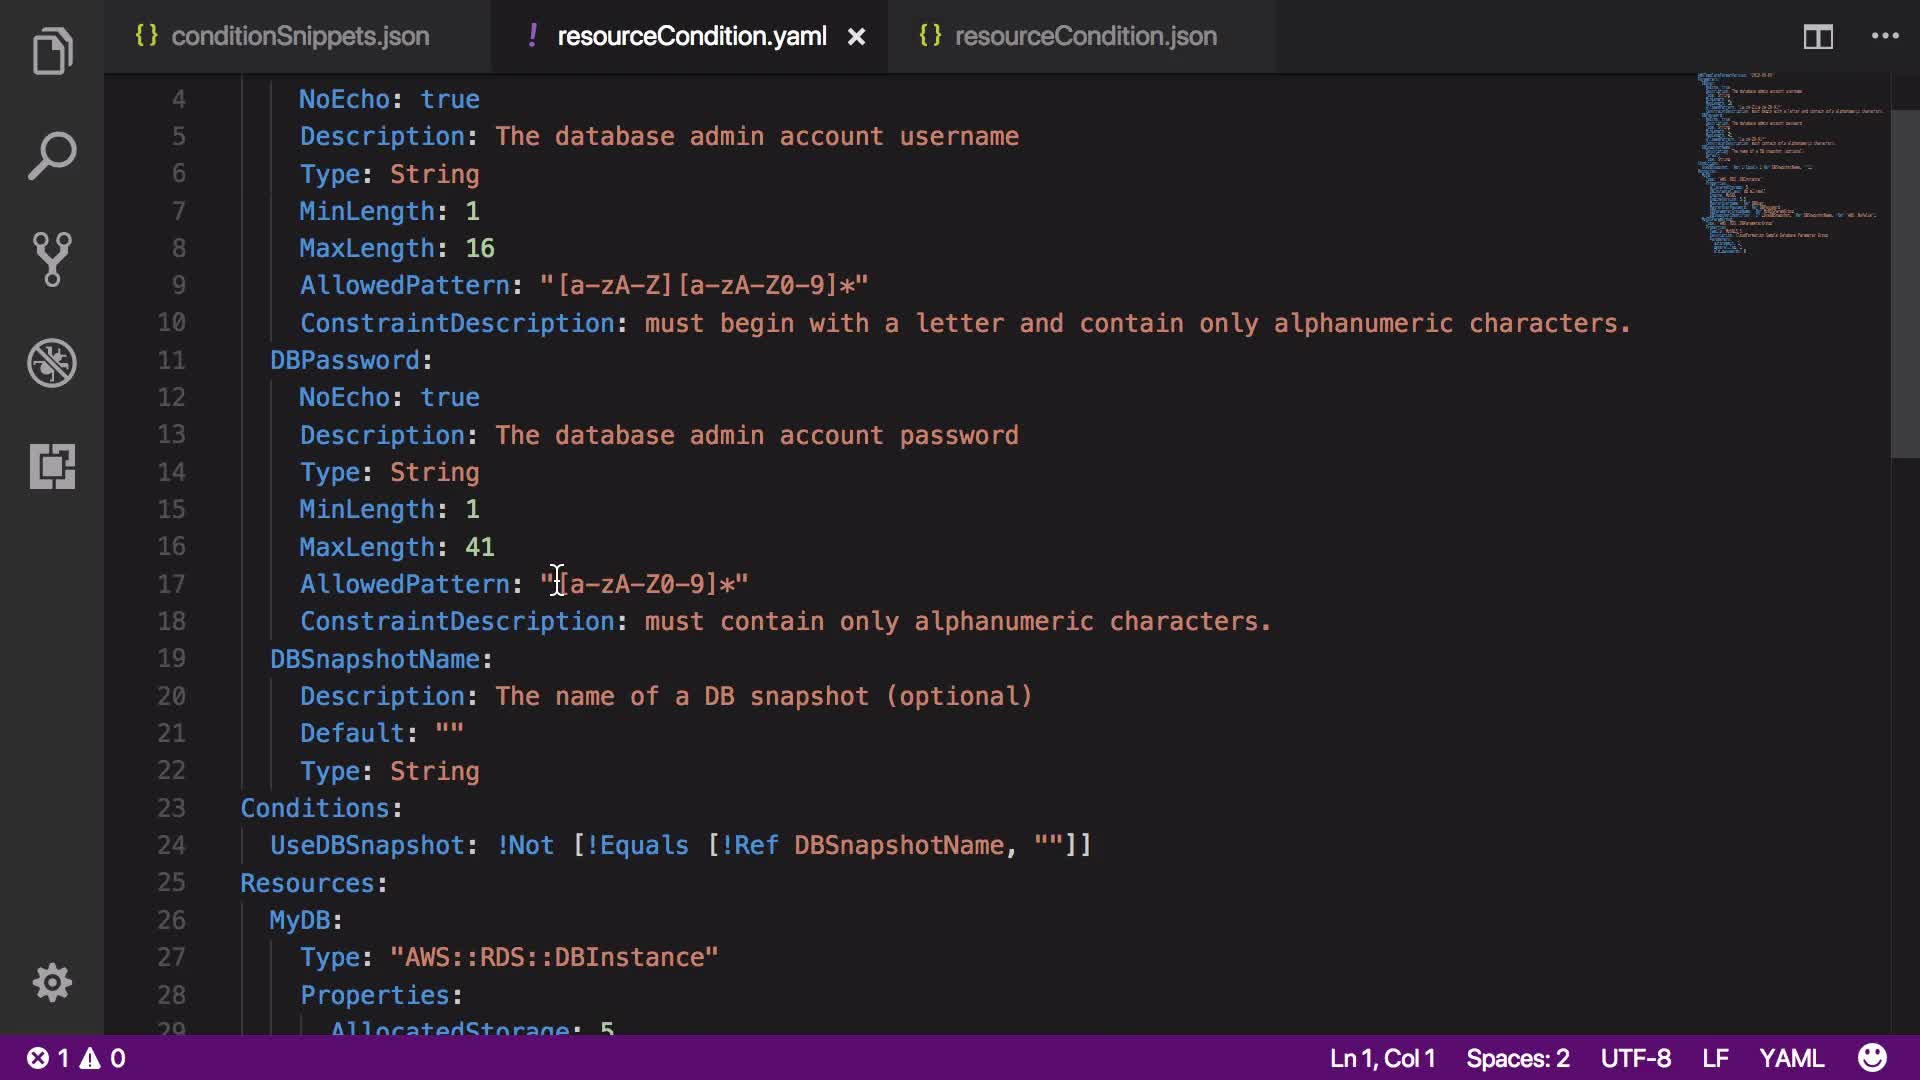 conditionSnippets.json
resourceCondition.yaml
resourceCondition.json
4 NoEcho: true
5 Description: The database admin account username
6 Type: String
7 MinLength: 1
8 MaxLength: 16
9 AllowedPattern: "[a-zA-Z][a-zA-Z0-9]*"
10 ConstraintDescription: must begin with a letter and contain only alphanumeric characters.
11 DBPassword:
12 NoEcho: true
13 Description: The database admin account password
14 Type: String
15 MinLength: 1
16 MaxLength: 41
17 AllowedPattern: "[a-zA-Z0-9]*"
18 ConstraintDescription: must contain only alphanumeric characters.
19 DBSnapshotName:
20 Description: The name of a DB snapshot (optional)
21 Default: ""
22 Type: String
23 Conditions:
24 UseDBSnapshot: !Not [!Equals [!Ref DBSnapshotName, ""]]
25 Resources:
26 MyDB:
27 Type: "AWS::RDS::DBInstance"
28 Properties:
29 AllocatedStorage: 5
1 0 Ln 1, Col 1 Spaces: 2 UTF-8 LF YAML